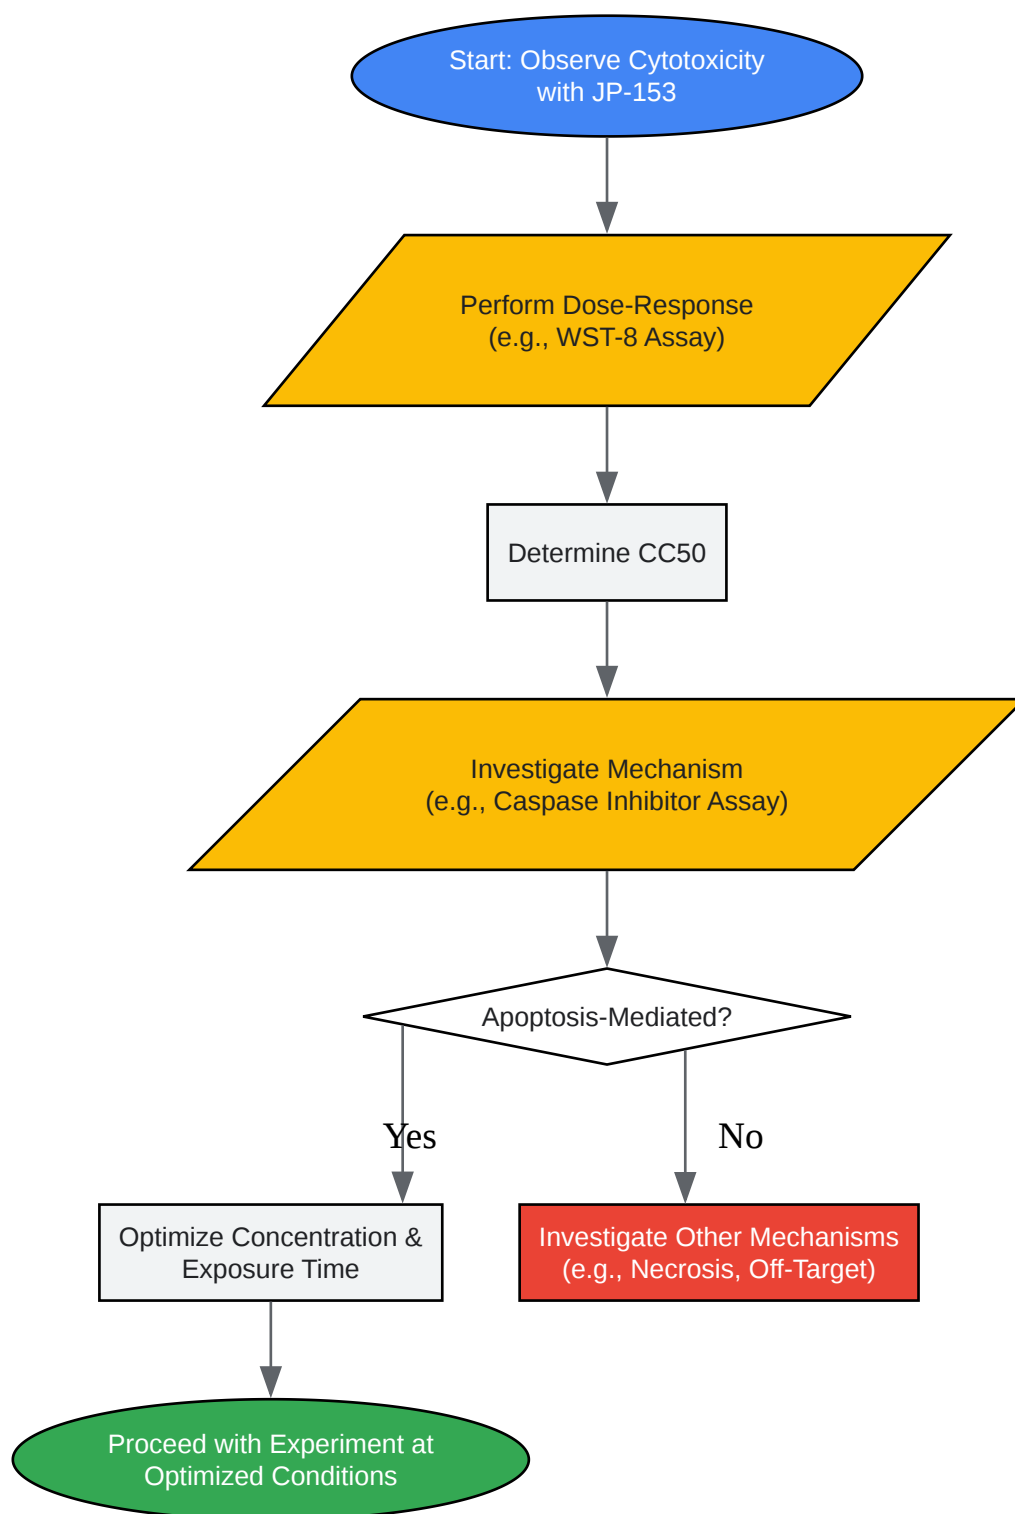 Start: Observe Cytotoxicity
with JP-153
Perform Dose-Response
(e.g., WST-8 Assay)
Determine CC50
Investigate Mechanism
(e.g., Caspase Inhibitor Assay)
Apoptosis-Mediated?
Yes
No
Optimize Concentration &
Exposure Time
Investigate Other Mechanisms
(e.g., Necrosis, Off-Target)
Proceed with Experiment at
Optimized Conditions